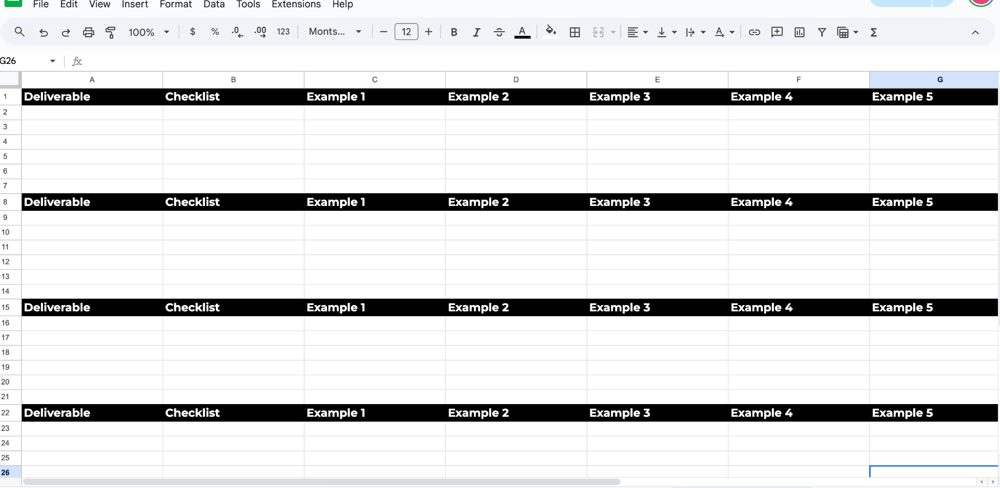 File Edit View Insert Format Data Tools Extensions Help
100% $ % .0 .00 123 Monts... − 12 + B I S A A Σ
G26 fx
A B C D E F G
1 Deliverable Checklist Example 1 Example 2 Example 3 Example 4 Example 5
2
3
4
5
6
7
8 Deliverable Checklist Example 1 Example 2 Example 3 Example 4 Example 5
9
10
11
12
13
14
15 Deliverable Checklist Example 1 Example 2 Example 3 Example 4 Example 5
16
17
18
19
20
21
22 Deliverable Checklist Example 1 Example 2 Example 3 Example 4 Example 5
23
24
25
26